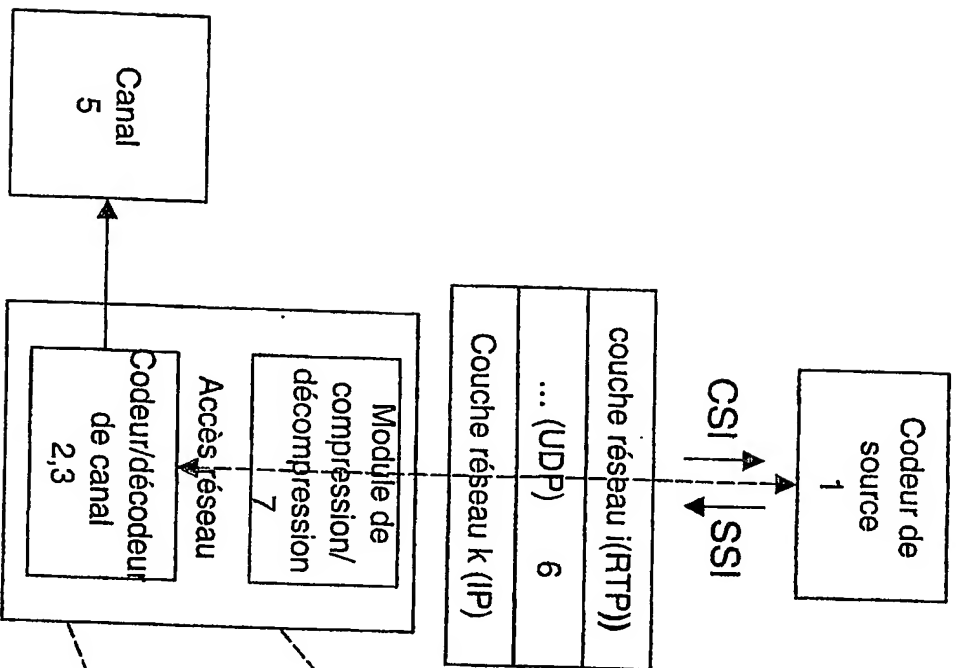 Codeur de
source
1
CSI
SSI
couche réseau i(RTP))
... (UDP) 6
Couche réseau k (IP)
Module de
compression/
décompression
7
Accès réseau
Codeur/décodeur
de canal
2,3
Canal
5